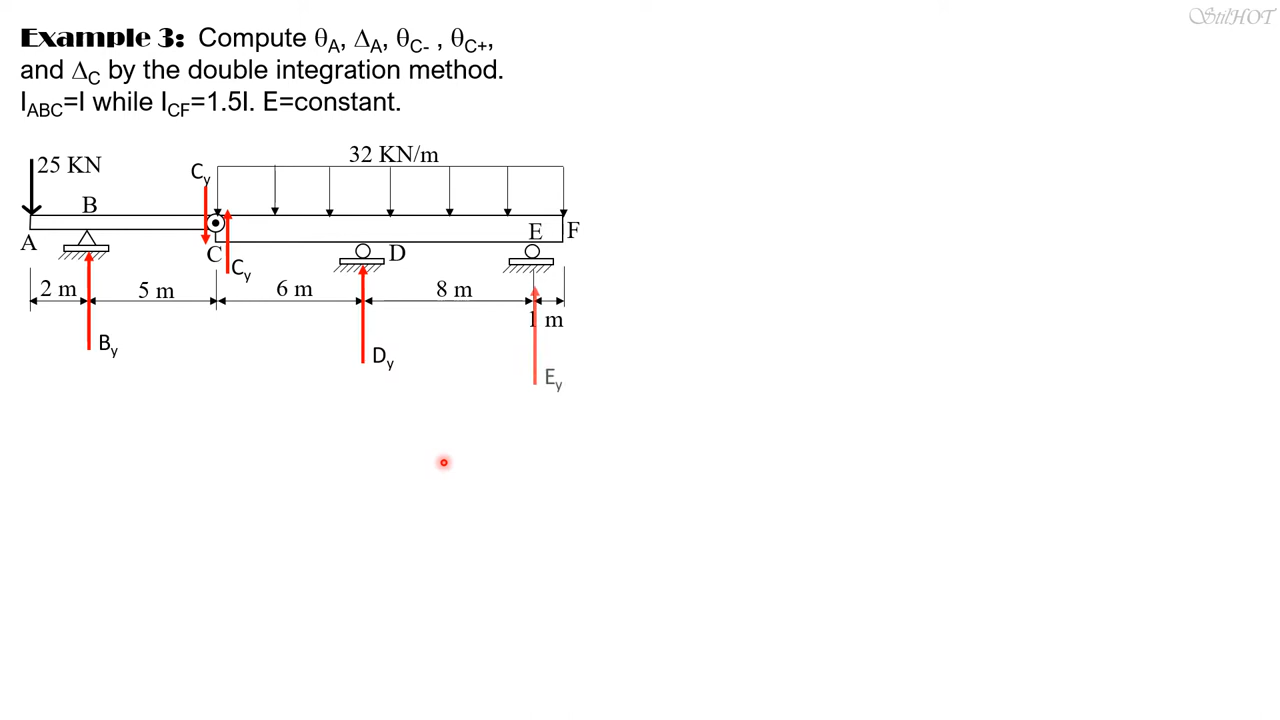 StilHOT
Example 3: Compute θA, ΔA, θC- , θC+,
and ΔC by the double integration method.
IABC=I while ICF=1.5I. E=constant.
32 KN/m
25 KN
Cy
B
E
F
A
C
D
Cy
2 m
5 m
6 m
8 m
1 m
By
Dy
Ey